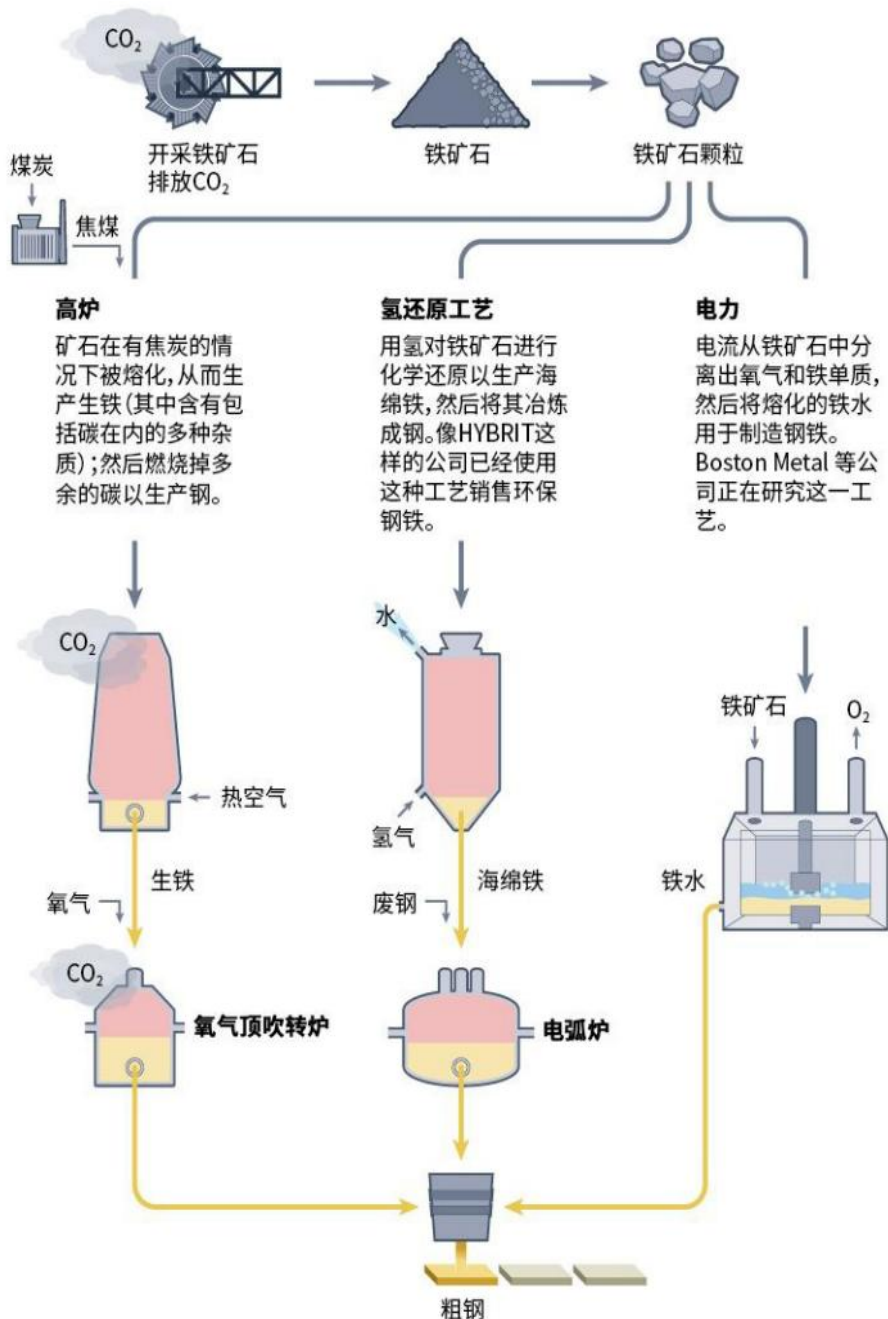 CO₂
开采铁矿石
排放CO₂
铁矿石
铁矿石颗粒
煤炭
焦煤
高炉
矿石在有焦炭的情
况下被熔化，从而生
产生铁（其中含有包
括碳在内的多种杂
质）；然后燃烧掉多
余的碳以生产钢。
氢还原工艺
用氢对铁矿石进行
化学还原以生产海
绵铁，然后将其冶炼
成钢。像HYBRIT这
样的公司已经使用
这种工艺销售环保
钢铁。
电力
电流从铁矿石中分
离出氧气和铁单质，
然后将熔化的铁水
用于制造钢铁。
Boston Metal 等公
司正在研究这一工
艺。
CO₂
热空气
生铁
氧气
CO₂
氧气顶吹转炉
水
氢气
海绵铁
废钢
电弧炉
铁矿石
O₂
铁水
粗钢